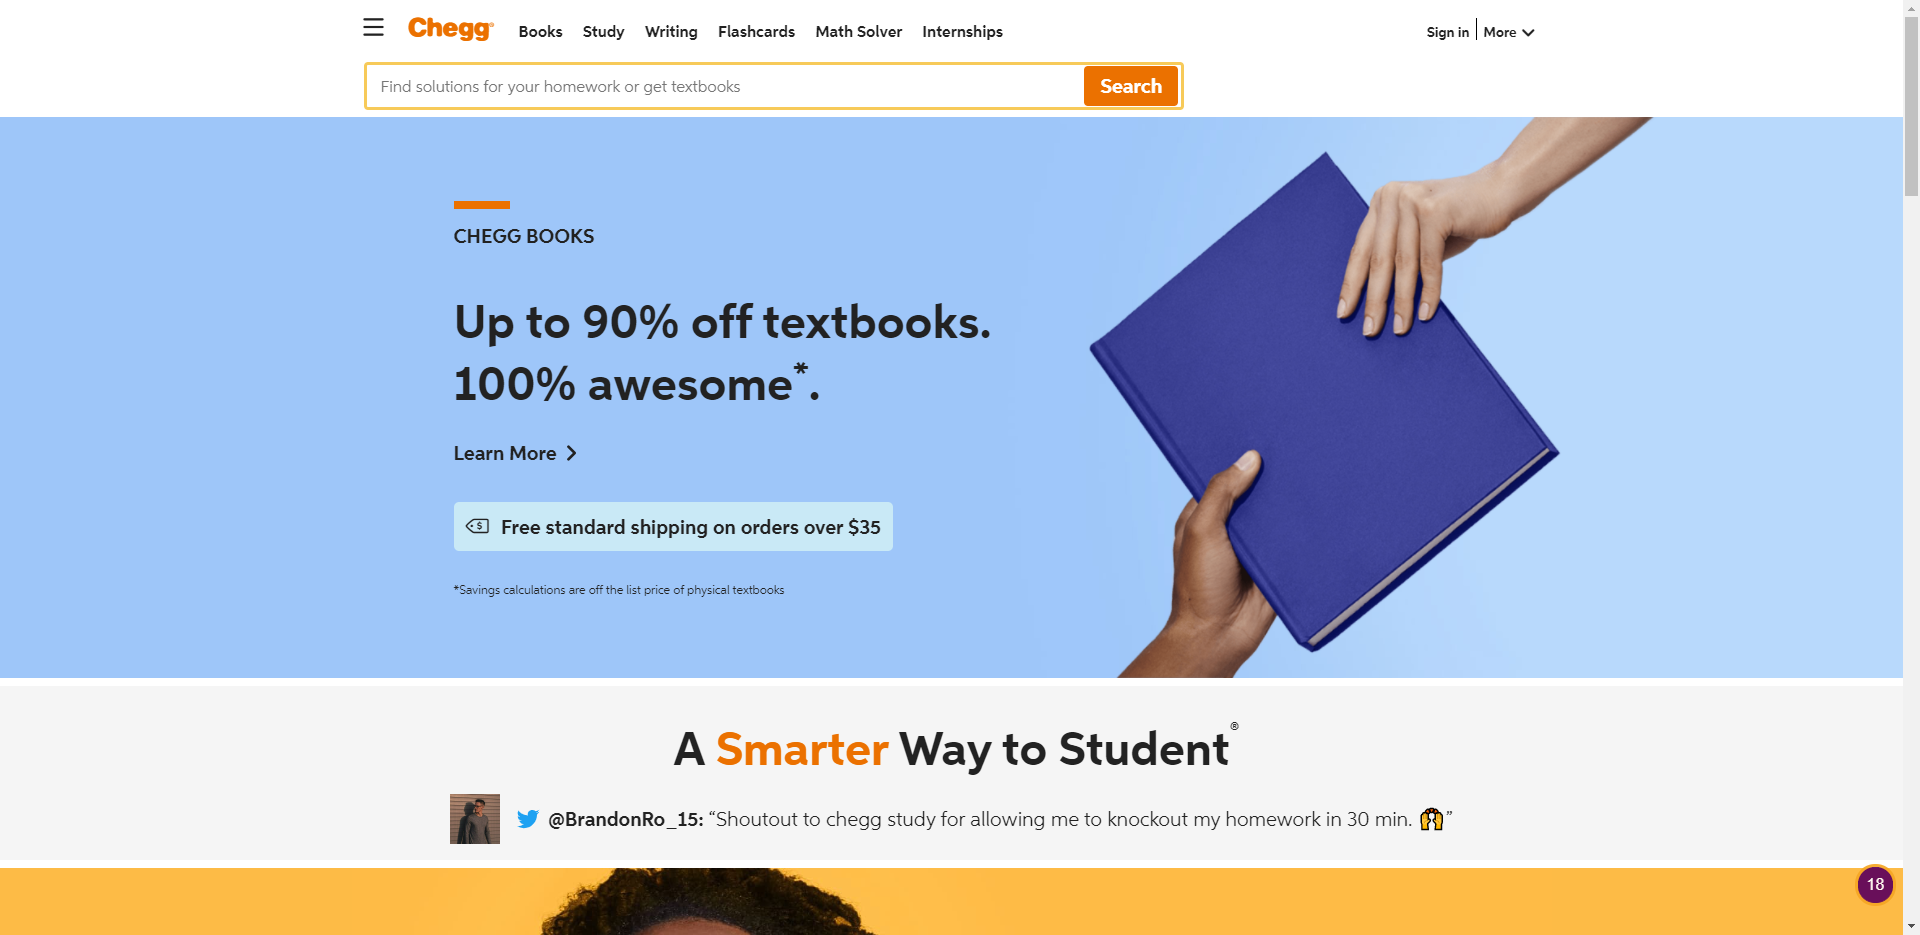 Chegg®
Books Study Writing Flashcards Math Solver Internships
Sign in More
Find solutions for your homework or get textbooks
Search
CHEGG BOOKS
Up to 90% off textbooks.
100% awesome*.
Learn More
$ Free standard shipping on orders over $35
*Savings calculations are off the list price of physical textbooks
A Smarter Way to Student®
@BrandonRo_15: “Shoutout to chegg study for allowing me to knockout my homework in 30 min. 🙌”
18